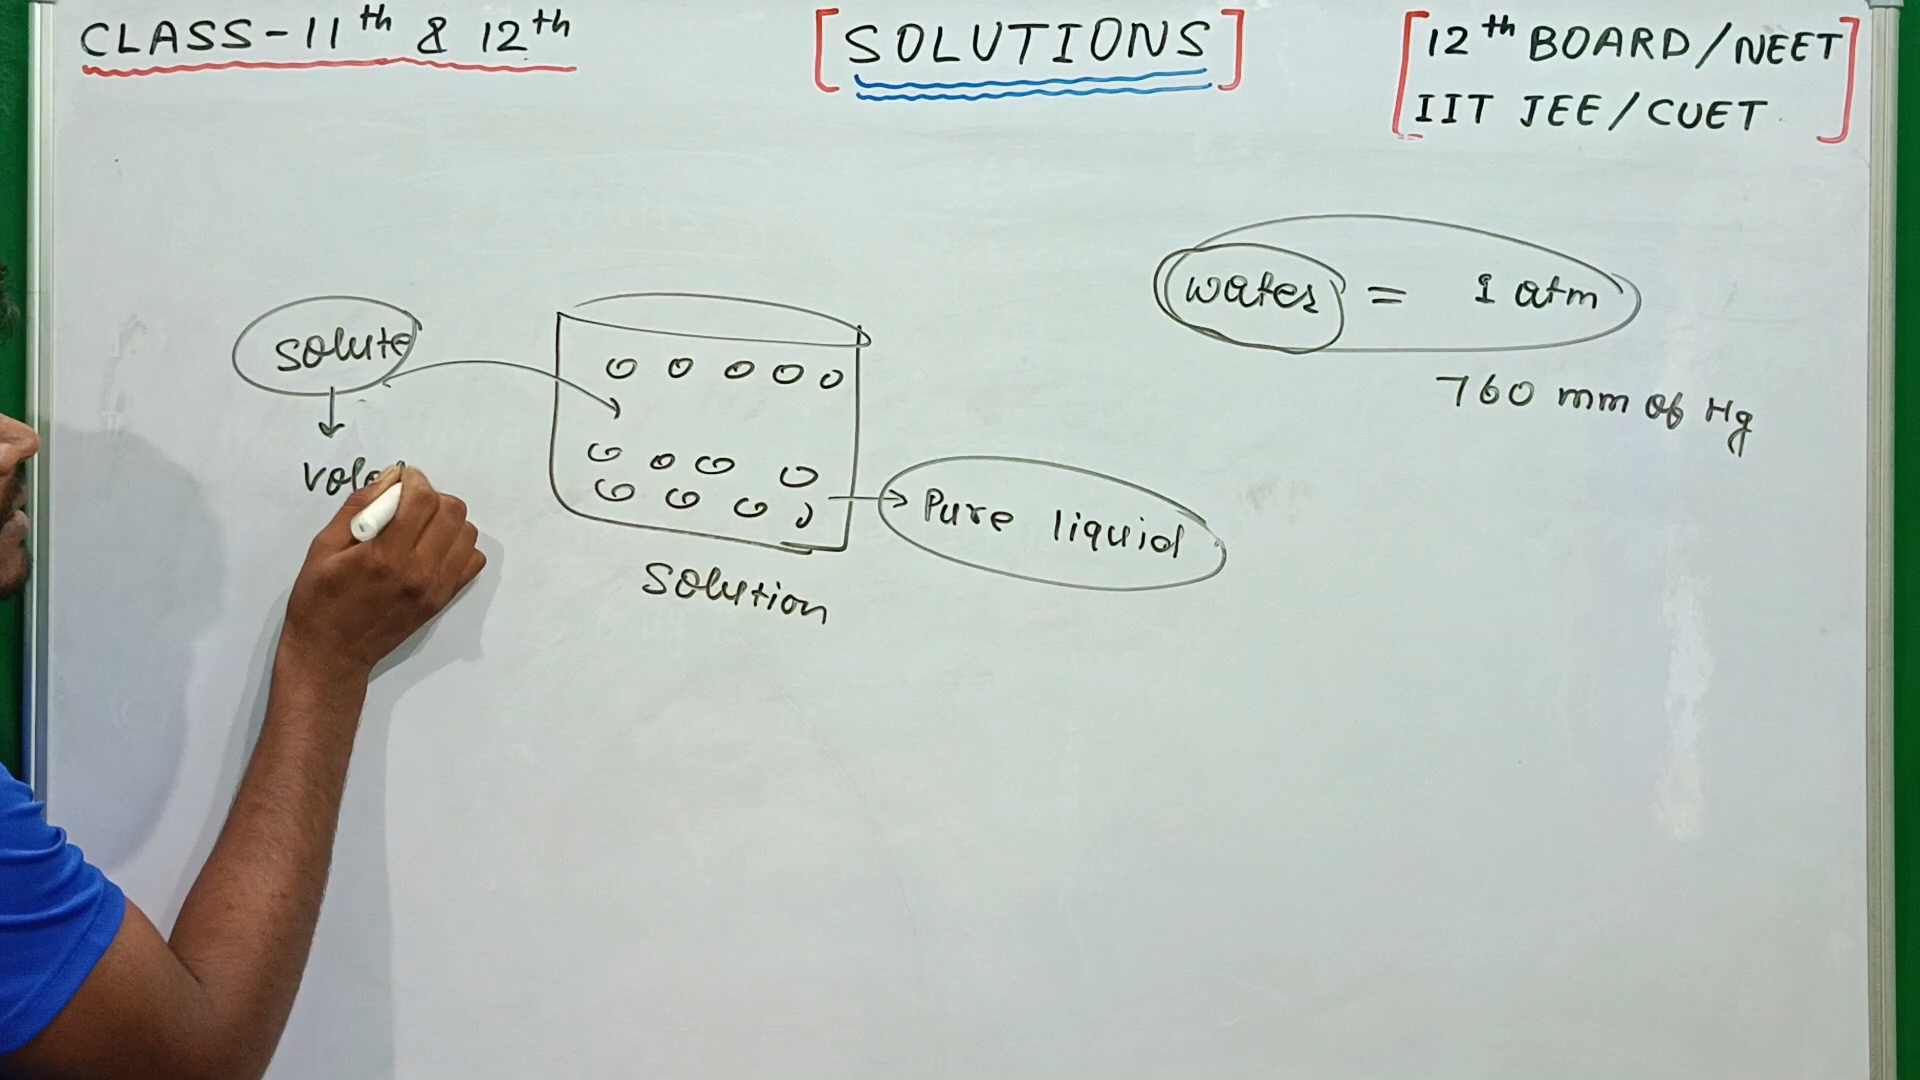 CLASS-11th & 12th
[SOLUTIONS]
[12th BOARD/NEET
IIT JEE/CUET]
water = 1 atm
760 mm of Hg
solute
Pure liquid
solution